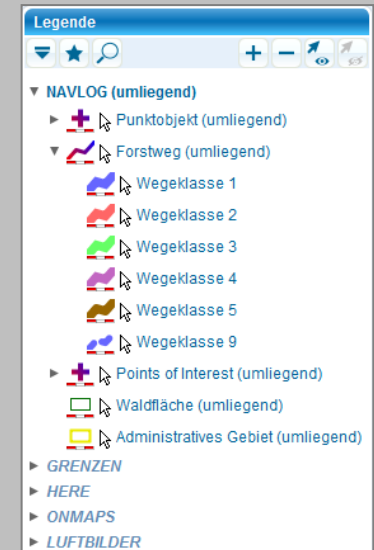 Legende
NAVLOG (umliegend)
Punktobjekt (umliegend)
Forstweg (umliegend)
Wegeklasse 1
Wegeklasse 2
Wegeklasse 3
Wegeklasse 4
Wegeklasse 5
Wegeklasse 9
Points of Interest (umliegend)
Waldfläche (umliegend)
Administratives Gebiet (umliegend)
GRENZEN
HERE
ONMAPS
LUFTBILDER